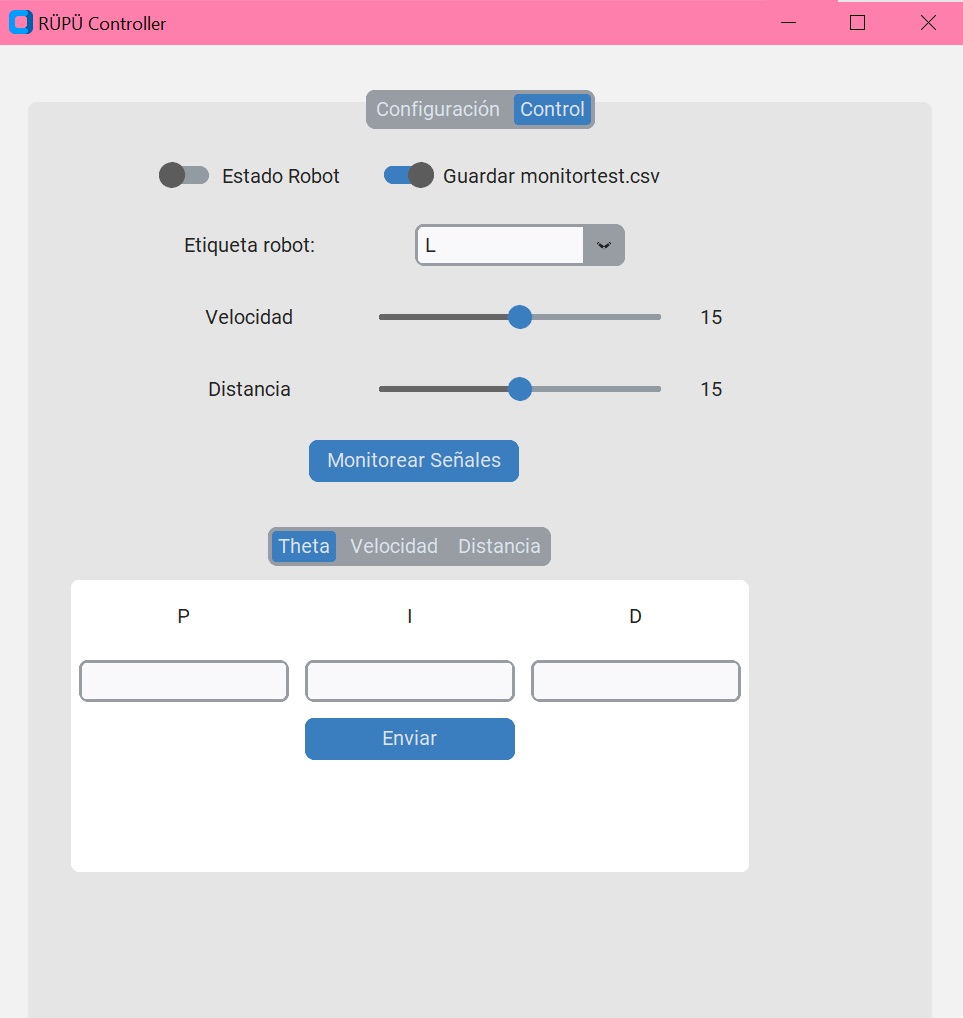 RÜPÜ Controller
Configuración Control
Estado Robot Guardar monitortest.csv
Etiqueta robot: L
Velocidad 15
Distancia 15
Monitorear Señales
Theta Velocidad Distancia
P I D
Enviar